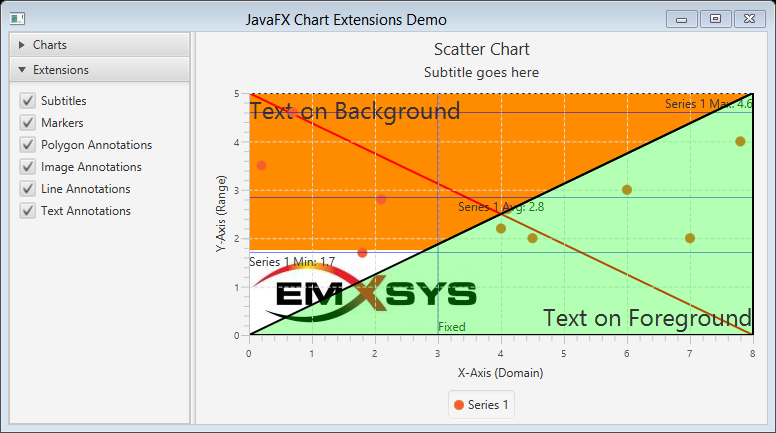 JavaFX Chart Extensions Demo
Charts
Extensions
Subtitles
Markers
Polygon Annotations
Image Annotations
Line Annotations
Text Annotations
Scatter Chart
Subtitle goes here
Y-Axis (Range)
5
4
3
2
1
0
Text on Background
Series 1 Max: 4.6
Series 1 Avg: 2.8
Series 1 Min: 1.7
EMXSYS
Text on Foreground
Fixed
0
1
2
3
4
5
6
7
8
X-Axis (Domain)
Series 1